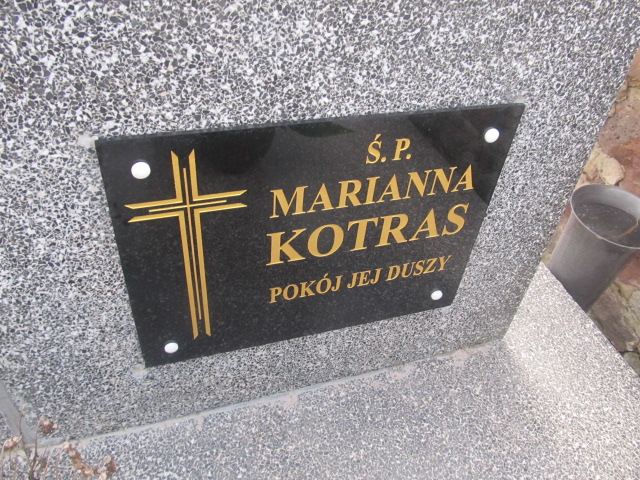 Ś. P.
MARIANNA
KOTRAS
POKÓJ JEJ DUSZY